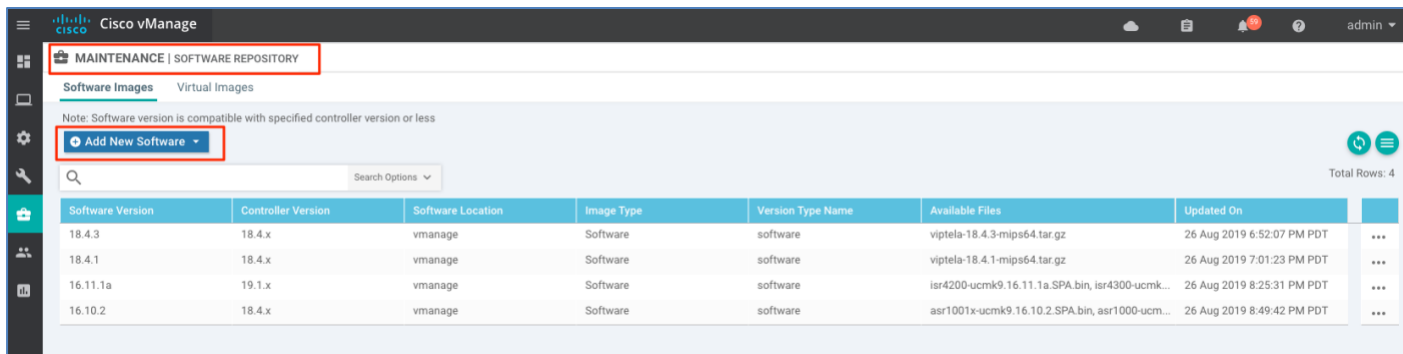 cisco Cisco vManage 59 admin
MAINTENANCE | SOFTWARE REPOSITORY
Software Images Virtual Images
Note: Software version is compatible with specified controller version or less
Add New Software
Search Options Total Rows: 4
Software Version Controller Version Software Location Image Type Version Type Name Available Files Updated On
18.4.3 18.4.x vmanage Software software viptela-18.4.3-mips64.tar.gz 26 Aug 2019 6:52:07 PM PDT ...
18.4.1 18.4.x vmanage Software software viptela-18.4.1-mips64.tar.gz 26 Aug 2019 7:01:23 PM PDT ...
16.11.1a 19.1.x vmanage Software software isr4200-ucmk9.16.11.1a.SPA.bin, isr4300-ucmk... 26 Aug 2019 8:25:31 PM PDT ...
16.10.2 18.4.x vmanage Software software asr1001x-ucmk9.16.10.2.SPA.bin, asr1000-ucm... 26 Aug 2019 8:49:42 PM PDT ...